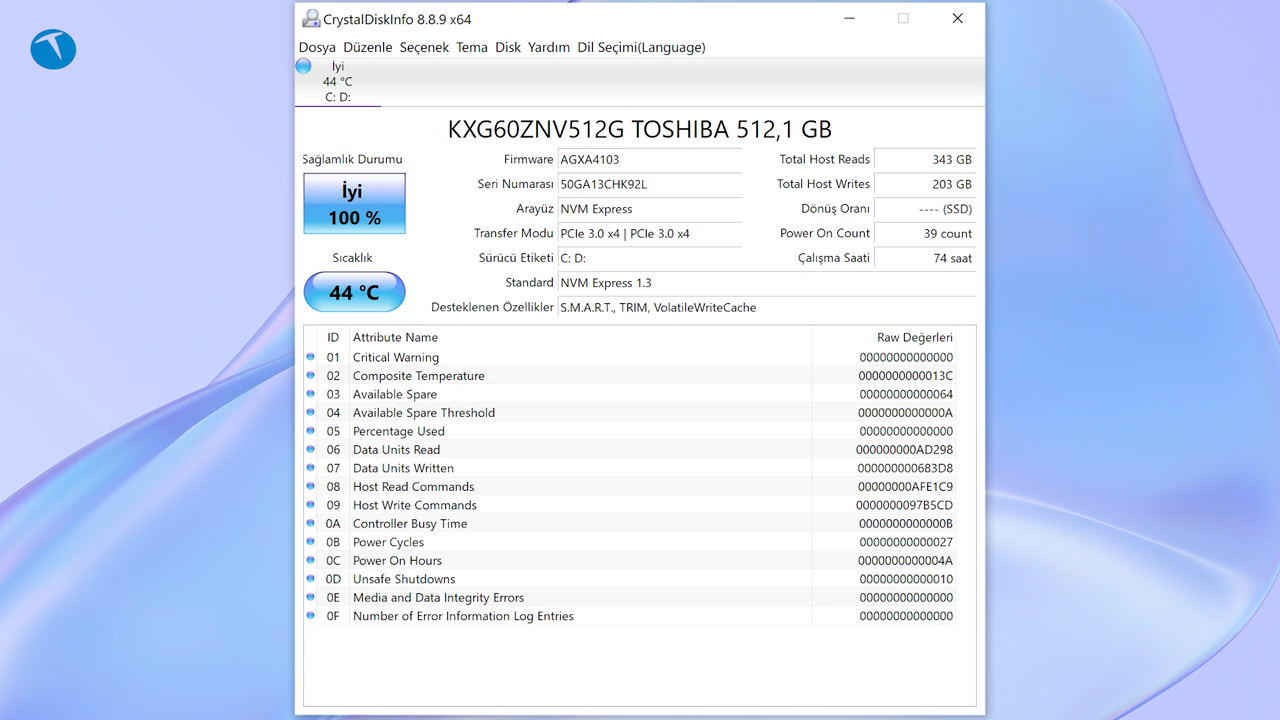 CrystalDiskInfo 8.8.9 x64
Dosya Düzenle Seçenek Tema Disk Yardım Dil Seçimi(Language)
İyi
44 °C
C: D:
KXG60ZNV512G TOSHIBA 512,1 GB
Sağlamlık Durumu
İyi
100 %
Sıcaklık
44 °C
Firmware AGXA4103
Seri Numarası 50GA13CHK92L
Arayüz NVM Express
Transfer Modu PCIe 3.0 x4 | PCIe 3.0 x4
Sürücü Etiketi C: D:
Standard NVM Express 1.3
Desteklenen Özellikler S.M.A.R.T., TRIM, VolatileWriteCache
Total Host Reads 343 GB
Total Host Writes 203 GB
Dönüş Oranı ---- (SSD)
Power On Count 39 count
Çalışma Saati 74 saat
ID Attribute Name Raw Değerleri
01 Critical Warning 00000000000000
02 Composite Temperature 0000000000013C
03 Available Spare 00000000000064
04 Available Spare Threshold 0000000000000A
05 Percentage Used 00000000000000
06 Data Units Read 000000000AD298
07 Data Units Written 000000000683D8
08 Host Read Commands 00000000AFE1C9
09 Host Write Commands 0000000097B5CD
0A Controller Busy Time 0000000000000B
0B Power Cycles 00000000000027
0C Power On Hours 0000000000004A
0D Unsafe Shutdowns 00000000000010
0E Media and Data Integrity Errors 00000000000000
0F Number of Error Information Log Entries 00000000000000